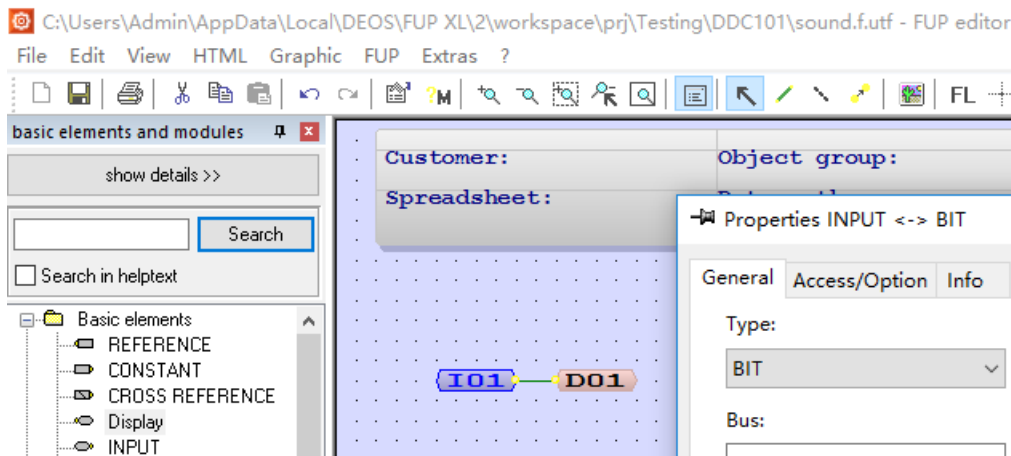 C:\Users\Admin\AppData\Local\DEOS\FUP XL\2\workspace\prj\Testing\DDC101\sound.f.utf - FUP editor
File Edit View HTML Graphic FUP Extras ?
?M FL
basic elements and modules
show details >>
Search
Search in helptext
Basic elements
REFERENCE
CONSTANT
CROSS REFERENCE
Display
INPUT
Customer: Object group:
Spreadsheet:
IO1 DO1
Properties INPUT <-> BIT
General Access/Option Info
Type:
BIT
Bus: